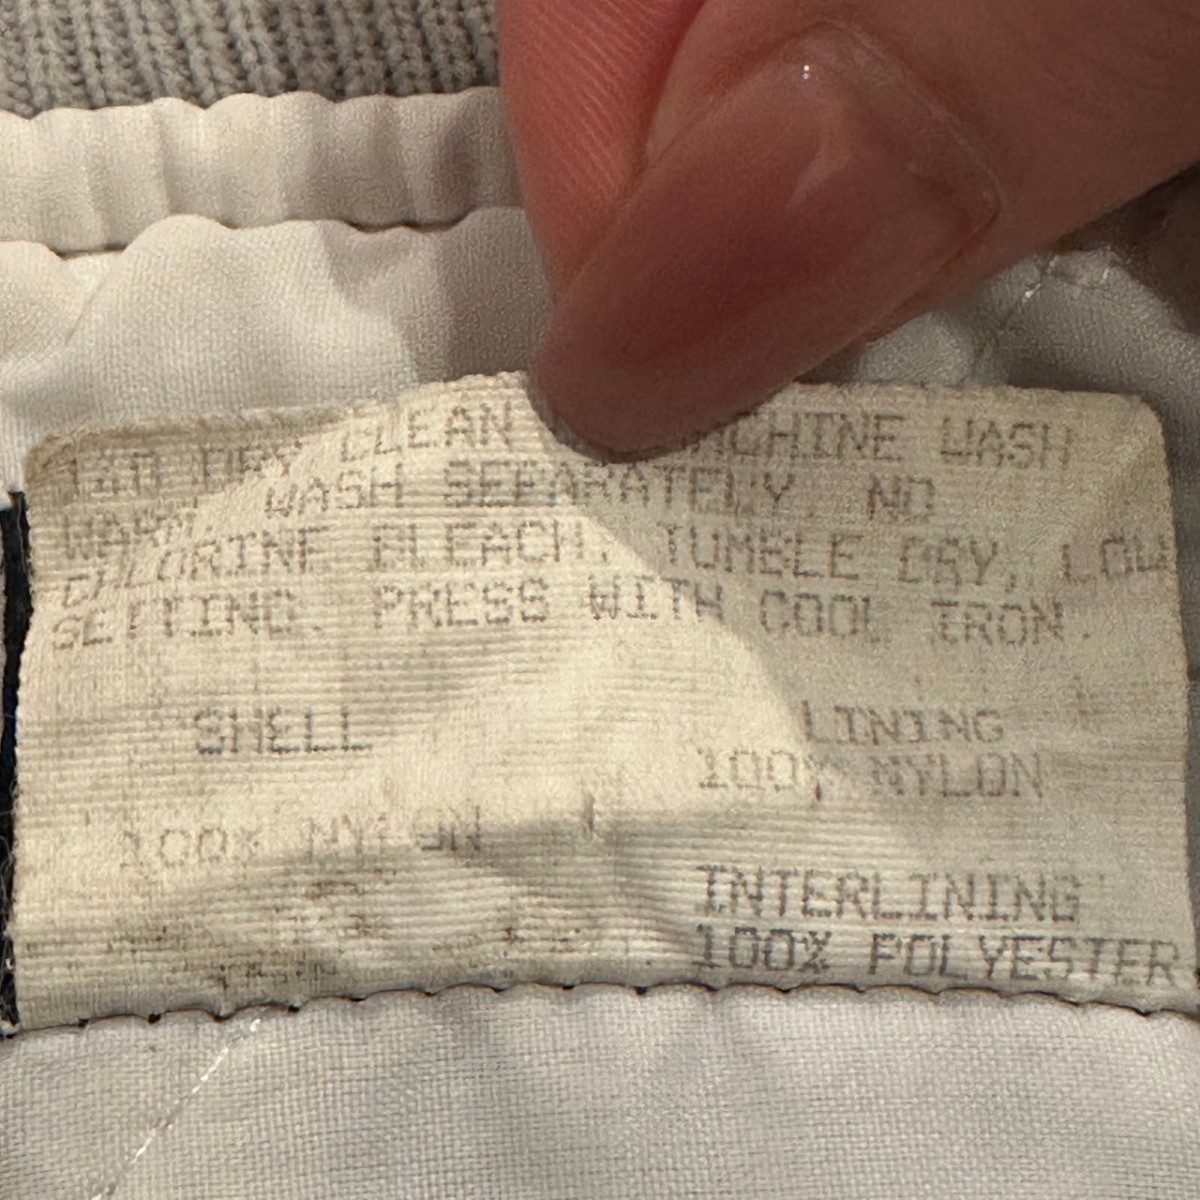 DRY CLEAN MACHINE WASH
WARM. WASH SEPARATELY. NO
CHLORINE BLEACH. TUMBLE DRY, LOW
SETTING. PRESS WITH COOL IRON.
SHELL
100% NYLON
LINING
100% NYLON
INTERLINING
100% POLYESTER